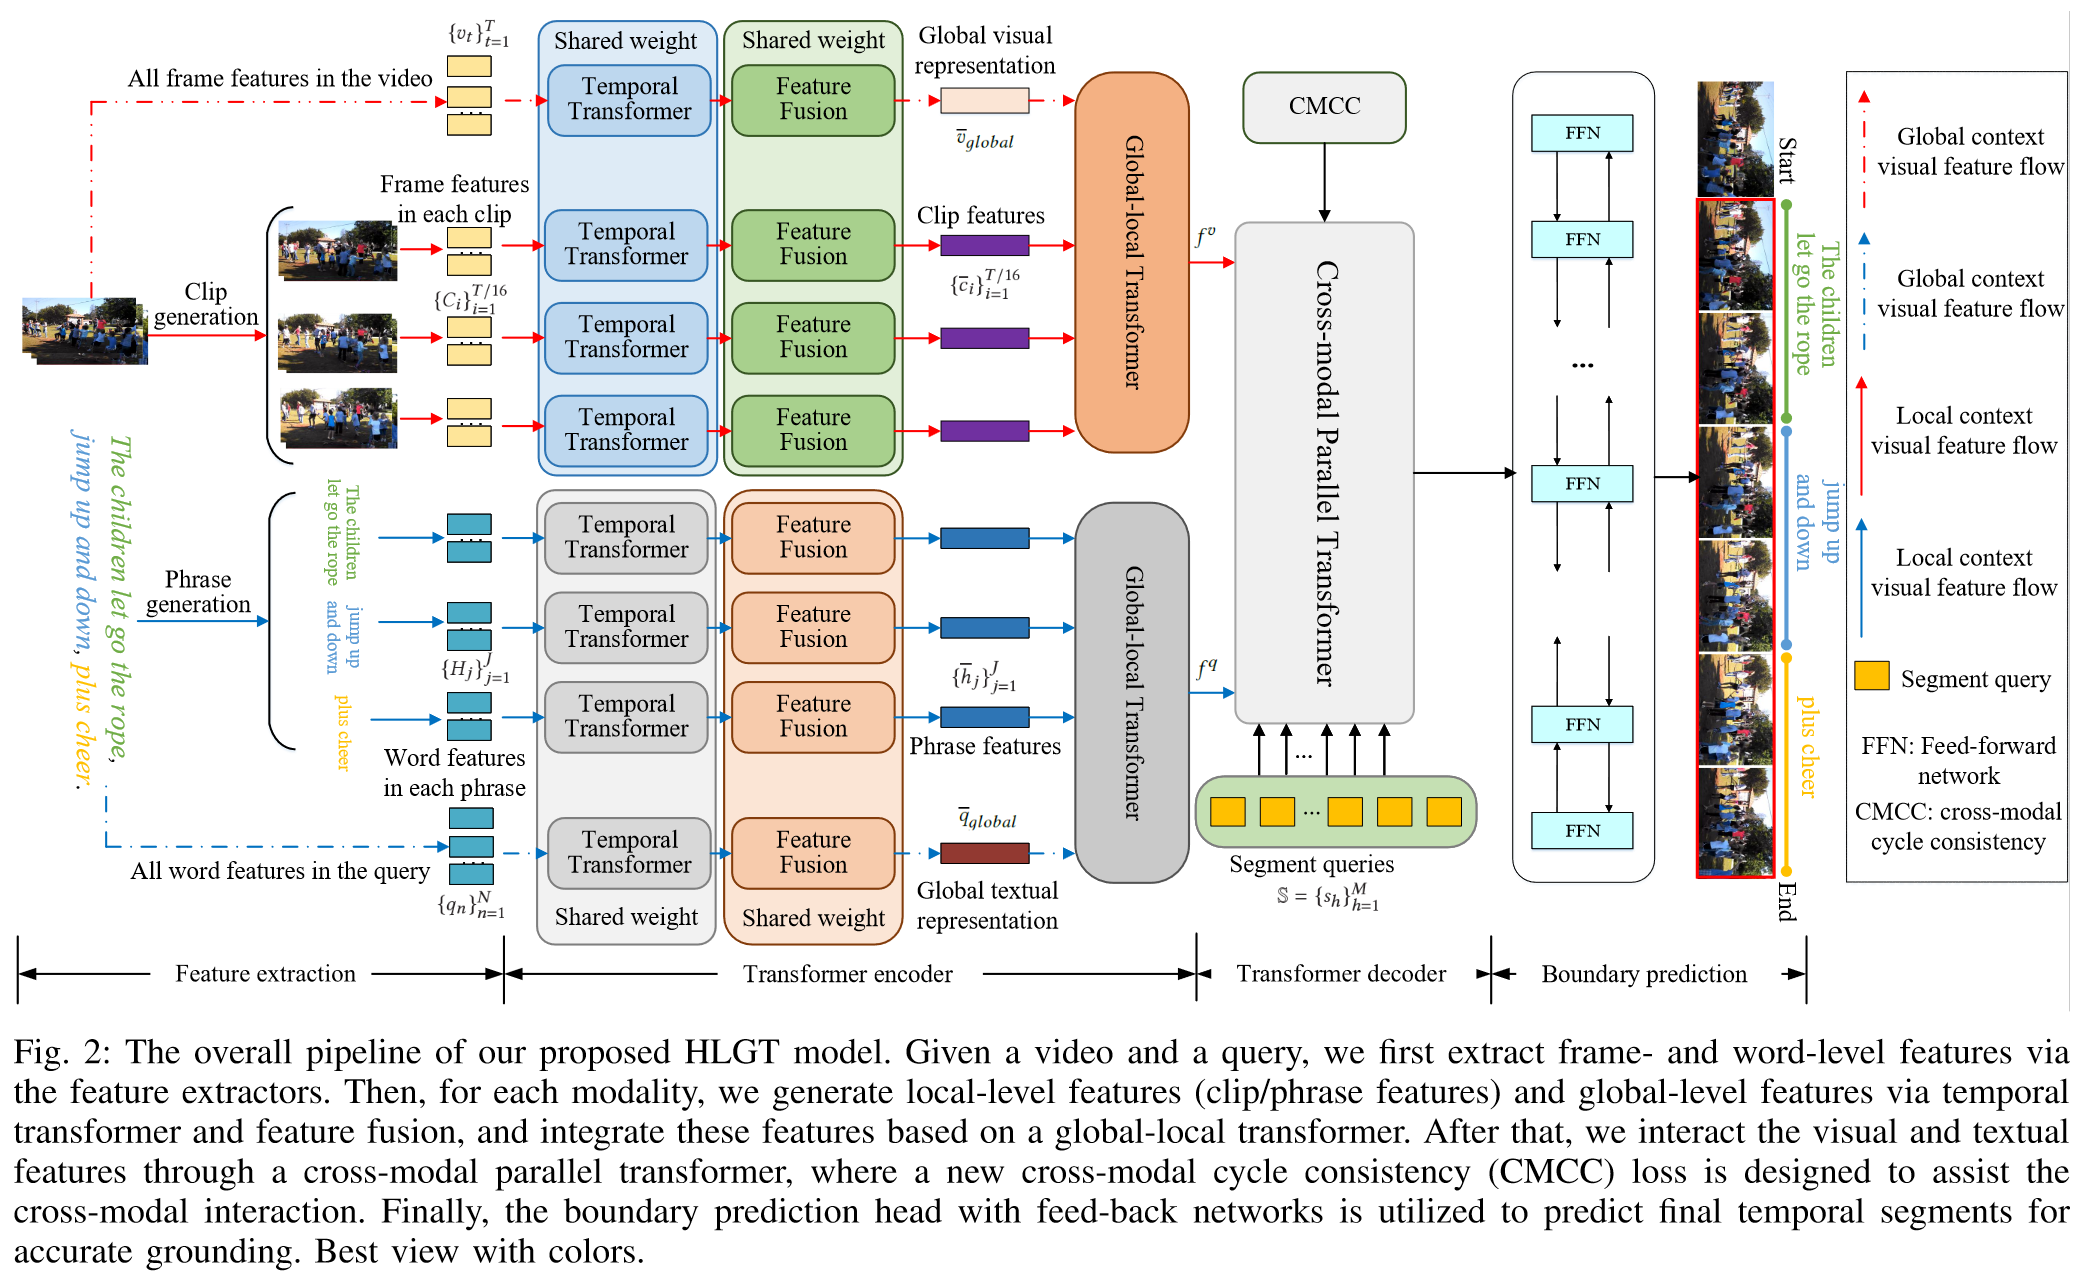 All frame features in the video
{v_t}^T_{t=1}
Shared weight
Temporal
Transformer
Shared weight
Feature
Fusion
Global visual
representation
v̅_global
Clip
generation
Frame features
in each clip
{C_i}^{T/16}_{i=1}
Temporal
Transformer
Feature
Fusion
Clip features
{c̅_i}^{T/16}_{i=1}
Temporal
Transformer
Feature
Fusion
Temporal
Transformer
Feature
Fusion
Global-local Transformer
f^v
The children let go the rope,
jump up and down, plus cheer.
Phrase
generation
The children
let go the rope
jump up
and down
plus cheer
{H_j}^J_{j=1}
Word features
in each phrase
Temporal
Transformer
Feature
Fusion
Temporal
Transformer
Feature
Fusion
{h̅_j}^J_{j=1}
Temporal
Transformer
Feature
Fusion
Phrase features
All word features in the query
{q_n}^N_{n=1}
Temporal
Transformer
Shared weight
Feature
Fusion
Shared weight
q̅_global
Global textual
representation
Global-local Transformer
f^q
CMCC
Cross-modal Parallel Transformer
...
...
Segment queries
𝕊 = {s_h}^M_{h=1}
FFN
FFN
...
FFN
FFN
FFN
Start
The children
let go the rope
jump up
and down
plus cheer
End
Global context
visual feature flow
Global context
visual feature flow
Local context
visual feature flow
Local context
visual feature flow
Segment query
FFN: Feed-forward
network
CMCC: cross-modal
cycle consistency
Feature extraction
Transformer encoder
Transformer decoder
Boundary prediction
Fig. 2: The overall pipeline of our proposed HLGT model. Given a video and a query, we first extract frame- and word-level features via
the feature extractors. Then, for each modality, we generate local-level features (clip/phrase features) and global-level features via temporal
transformer and feature fusion, and integrate these features based on a global-local transformer. After that, we interact the visual and textual
features through a cross-modal parallel transformer, where a new cross-modal cycle consistency (CMCC) loss is designed to assist the
cross-modal interaction. Finally, the boundary prediction head with feed-back networks is utilized to predict final temporal segments for
accurate grounding. Best view with colors.